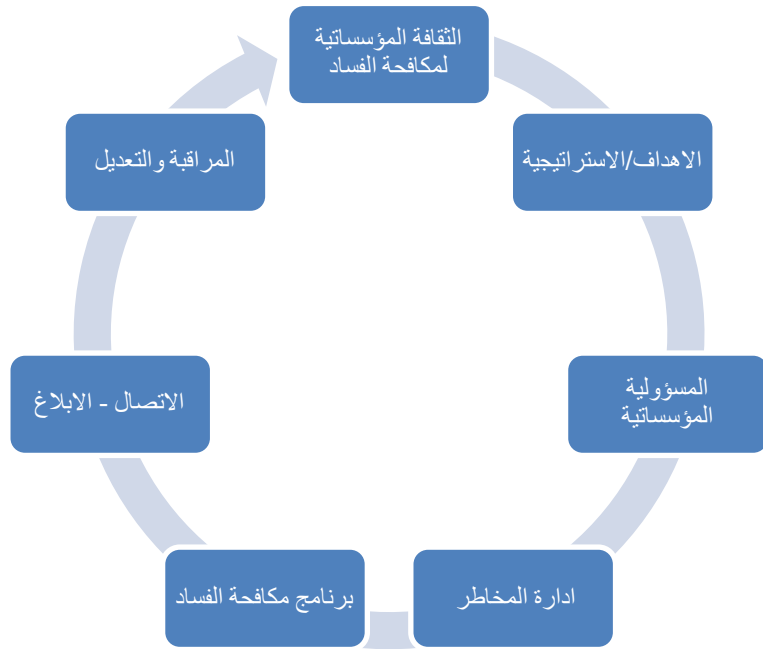 الثقافة المؤسساتية
لمكافحة الفساد
الاهداف/الاستراتيجية
المسؤولية
المؤسساتية
ادارة المخاطر
برنامج مكافحة الفساد
الاتصال - الابلاغ
المراقبة والتعديل